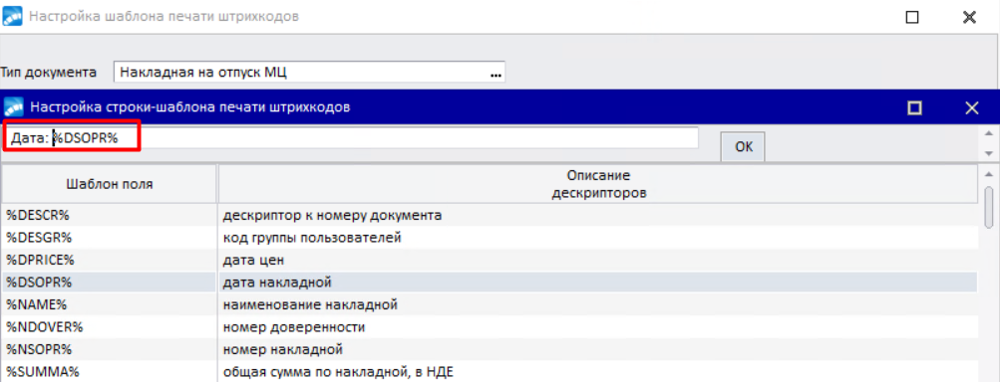 Настройка шаблона печати штрихкодов
Тип документа Накладная на отпуск МЦ ...
Настройка строки-шаблона печати штрихкодов
Дата: %DSOPR%
OK
Шаблон поля Описание дескрипторов
%DESCR% дескриптор к номеру документа
%DESGR% код группы пользователей
%DPRICE% дата цен
%DSOPR% дата накладной
%NAME% наименование накладной
%NDOVER% номер доверенности
%NSOPR% номер накладной
%SUMMA% общая сумма по накладной, в НДЕ